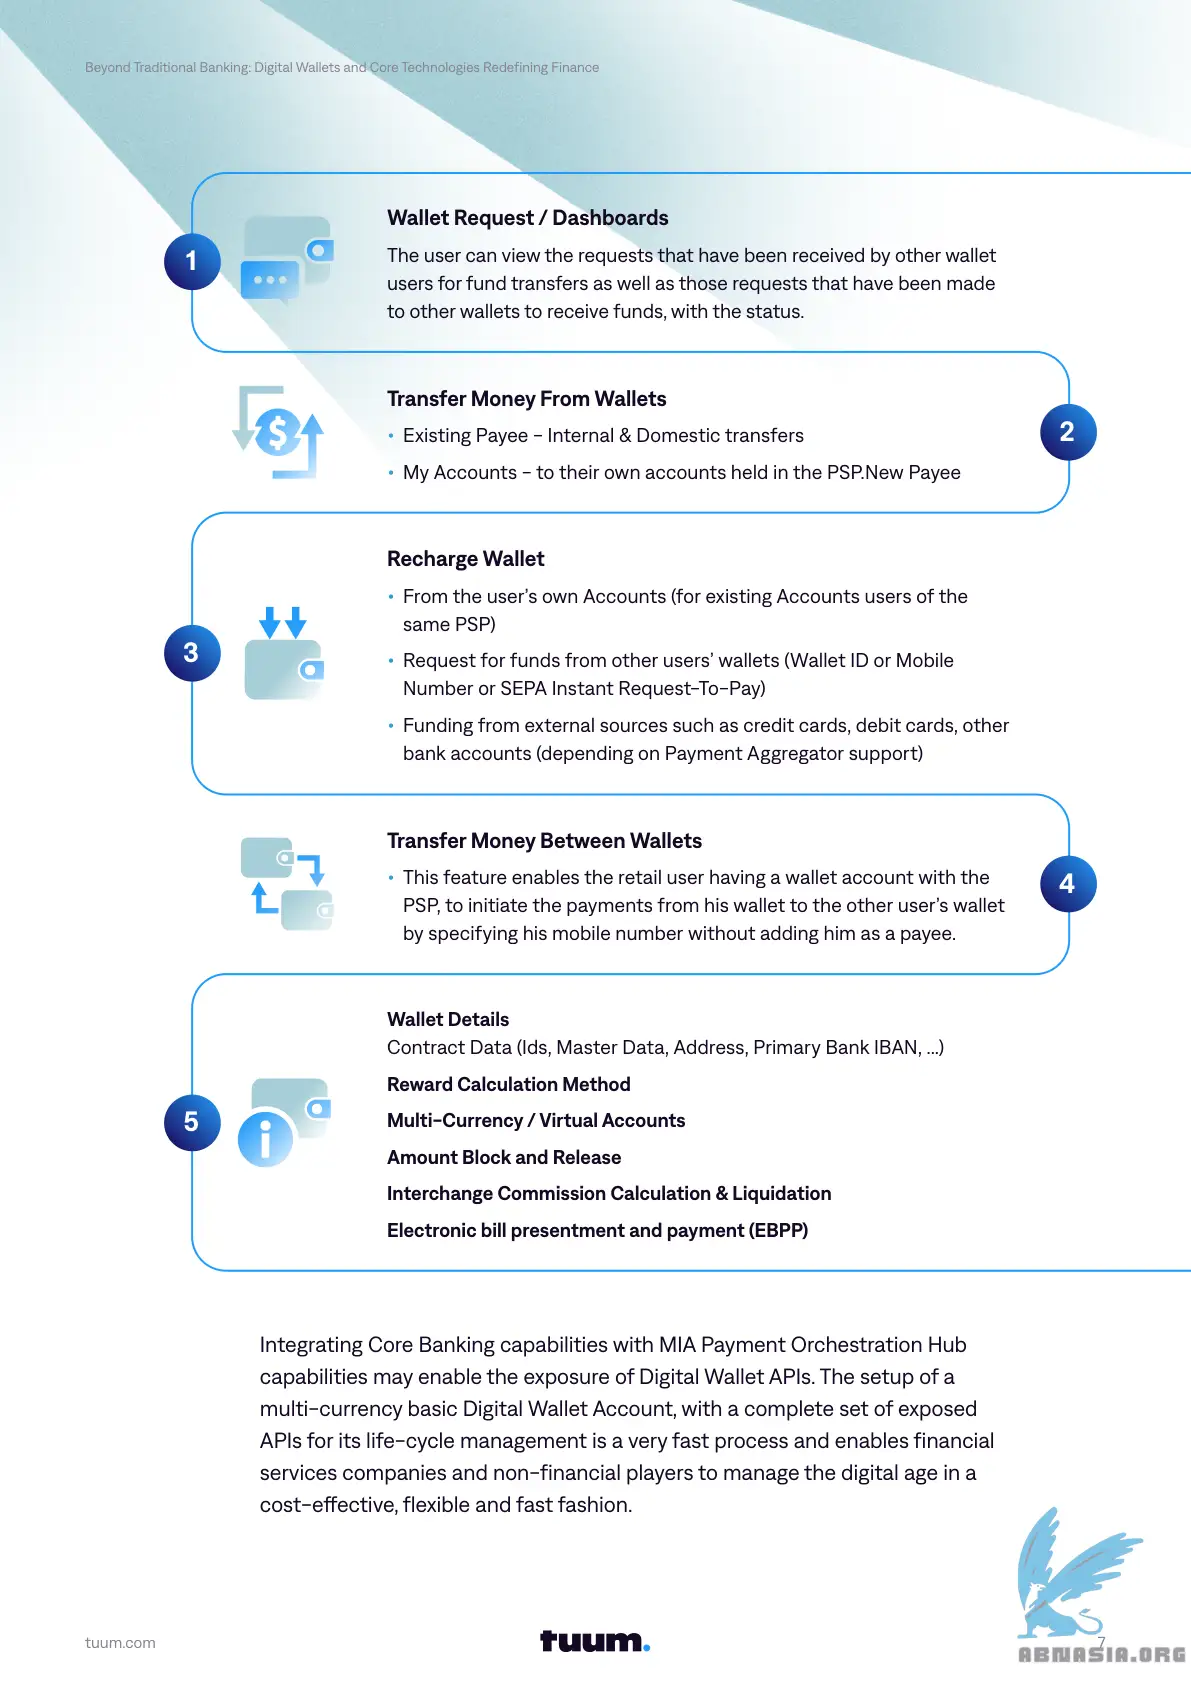 Beyond Traditional Banking: Digital Wallets and Core Technologies Redefining Finance
1
Wallet Request / Dashboards
The user can view the requests that have been received by other wallet
users for fund transfers as well as those requests that have been made
to other wallets to receive funds, with the status.
2
Transfer Money From Wallets
• Existing Payee – Internal & Domestic transfers
• My Accounts – to their own accounts held in the PSP.New Payee
3
Recharge Wallet
• From the user's own Accounts (for existing Accounts users of the
same PSP)
• Request for funds from other users' wallets (Wallet ID or Mobile
Number or SEPA Instant Request-To-Pay)
• Funding from external sources such as credit cards, debit cards, other
bank accounts (depending on Payment Aggregator support)
4
Transfer Money Between Wallets
• This feature enables the retail user having a wallet account with the
PSP, to initiate the payments from his wallet to the other user's wallet
by specifying his mobile number without adding him as a payee.
5
Wallet Details
Contract Data (Ids, Master Data, Address, Primary Bank IBAN, ...)
Reward Calculation Method
Multi-Currency / Virtual Accounts
Amount Block and Release
Interchange Commission Calculation & Liquidation
Electronic bill presentment and payment (EBPP)
Integrating Core Banking capabilities with MIA Payment Orchestration Hub
capabilities may enable the exposure of Digital Wallet APIs. The setup of a
multi-currency basic Digital Wallet Account, with a complete set of exposed
APIs for its life-cycle management is a very fast process and enables financial
services companies and non-financial players to manage the digital age in a
cost-effective, flexible and fast fashion.
tuum.com
tuum.
7
ABNASIA.ORG